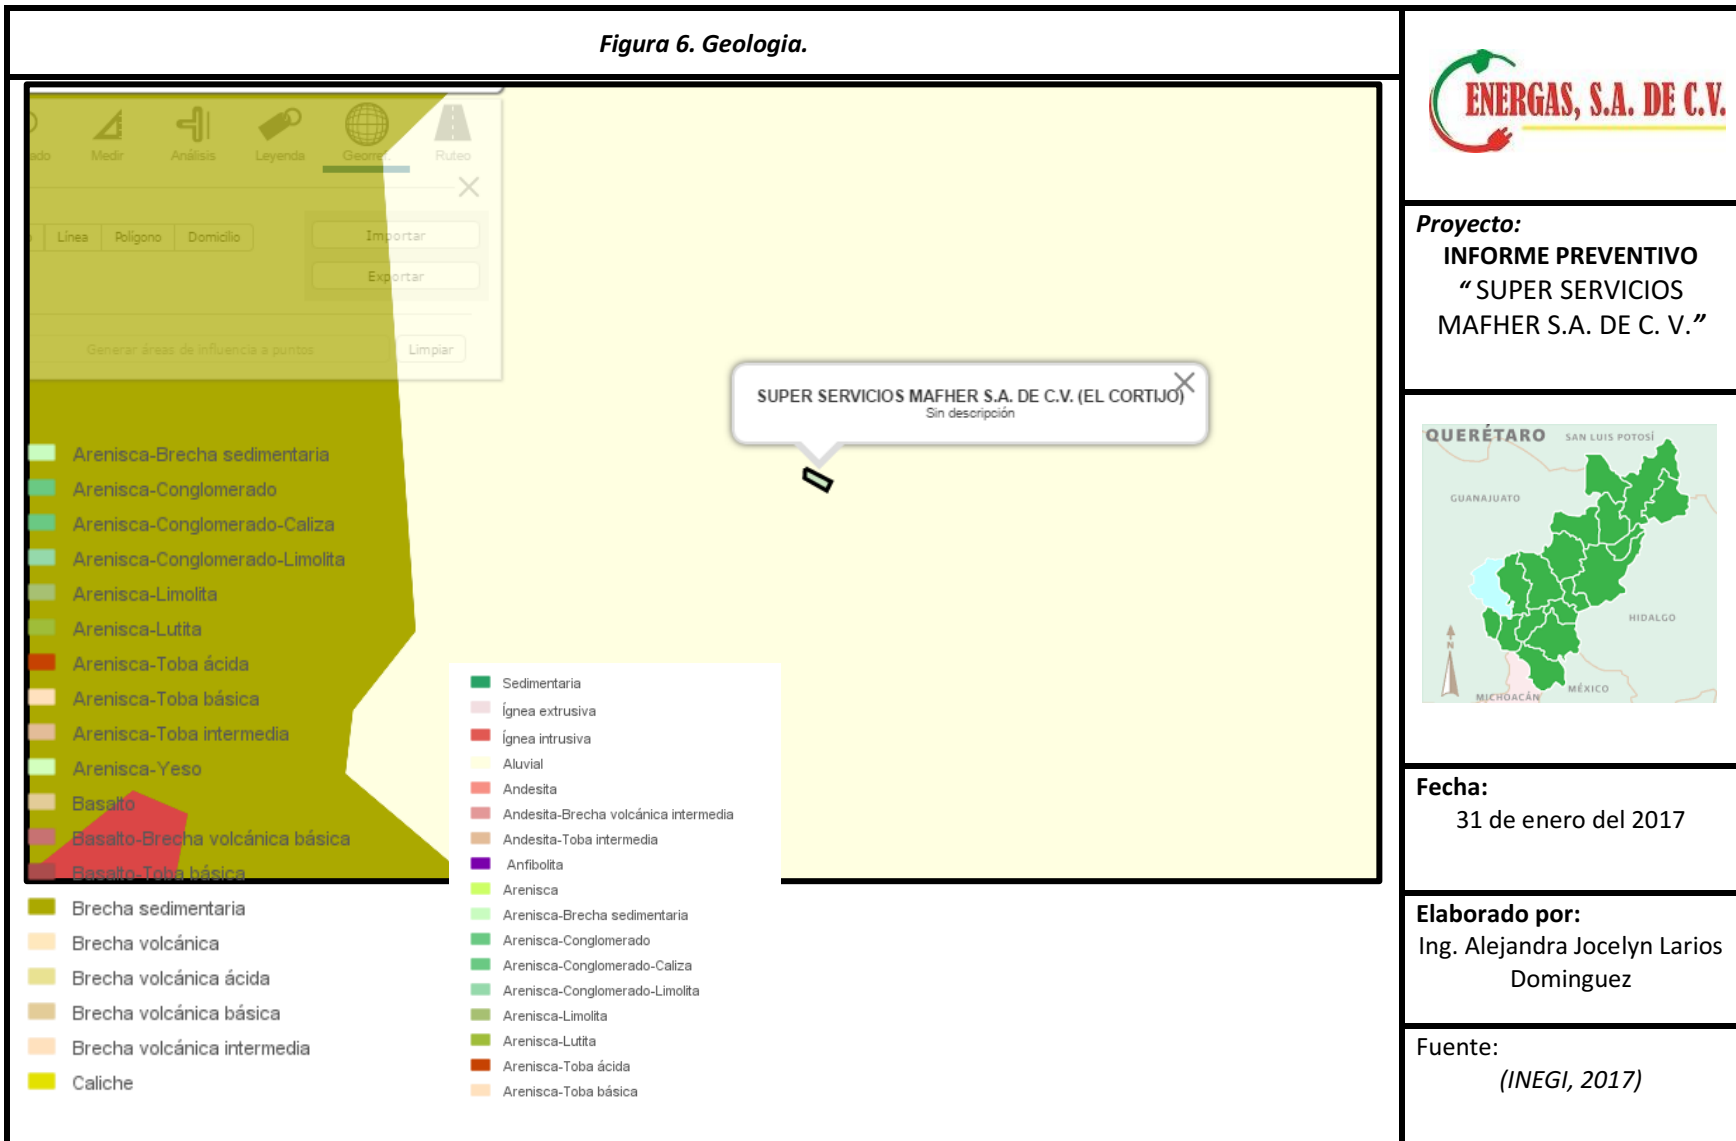 Figura 6. Geologia.
ado
Medir
Análisis
Leyenda
Georref.
Ruteo
Línea
Polígono
Domicilio
Importar
Exportar
Generar áreas de influencia a puntos
Limpiar
SUPER SERVICIOS MAFHER S.A. DE C.V. (EL CORTIJO)
Sin descripción
Arenisca-Brecha sedimentaria
Arenisca-Conglomerado
Arenisca-Conglomerado-Caliza
Arenisca-Conglomerado-Limolita
Arenisca-Limolita
Arenisca-Lutita
Arenisca-Toba ácida
Arenisca-Toba básica
Arenisca-Toba intermedia
Arenisca-Yeso
Basalto
Basalto-Brecha volcánica básica
Basalto-Toba básica
Brecha sedimentaria
Brecha volcánica
Brecha volcánica ácida
Brecha volcánica básica
Brecha volcánica intermedia
Caliche
Sedimentaria
Ígnea extrusiva
Ígnea intrusiva
Aluvial
Andesita
Andesita-Brecha volcánica intermedia
Andesita-Toba intermedia
Anfibolita
Arenisca
Arenisca-Brecha sedimentaria
Arenisca-Conglomerado
Arenisca-Conglomerado-Caliza
Arenisca-Conglomerado-Limolita
Arenisca-Limolita
Arenisca-Lutita
Arenisca-Toba ácida
Arenisca-Toba básica
ENERGAS, S.A. DE C.V.
Proyecto:
INFORME PREVENTIVO
“ SUPER SERVICIOS
MAFHER S.A. DE C. V.”
QUERÉTARO
SAN LUIS POTOSÍ
GUANAJUATO
HIDALGO
N
MÉXICO
MICHOACÁN
Fecha:
31 de enero del 2017
Elaborado por:
Ing. Alejandra Jocelyn Larios
Dominguez
Fuente:
(INEGI, 2017)